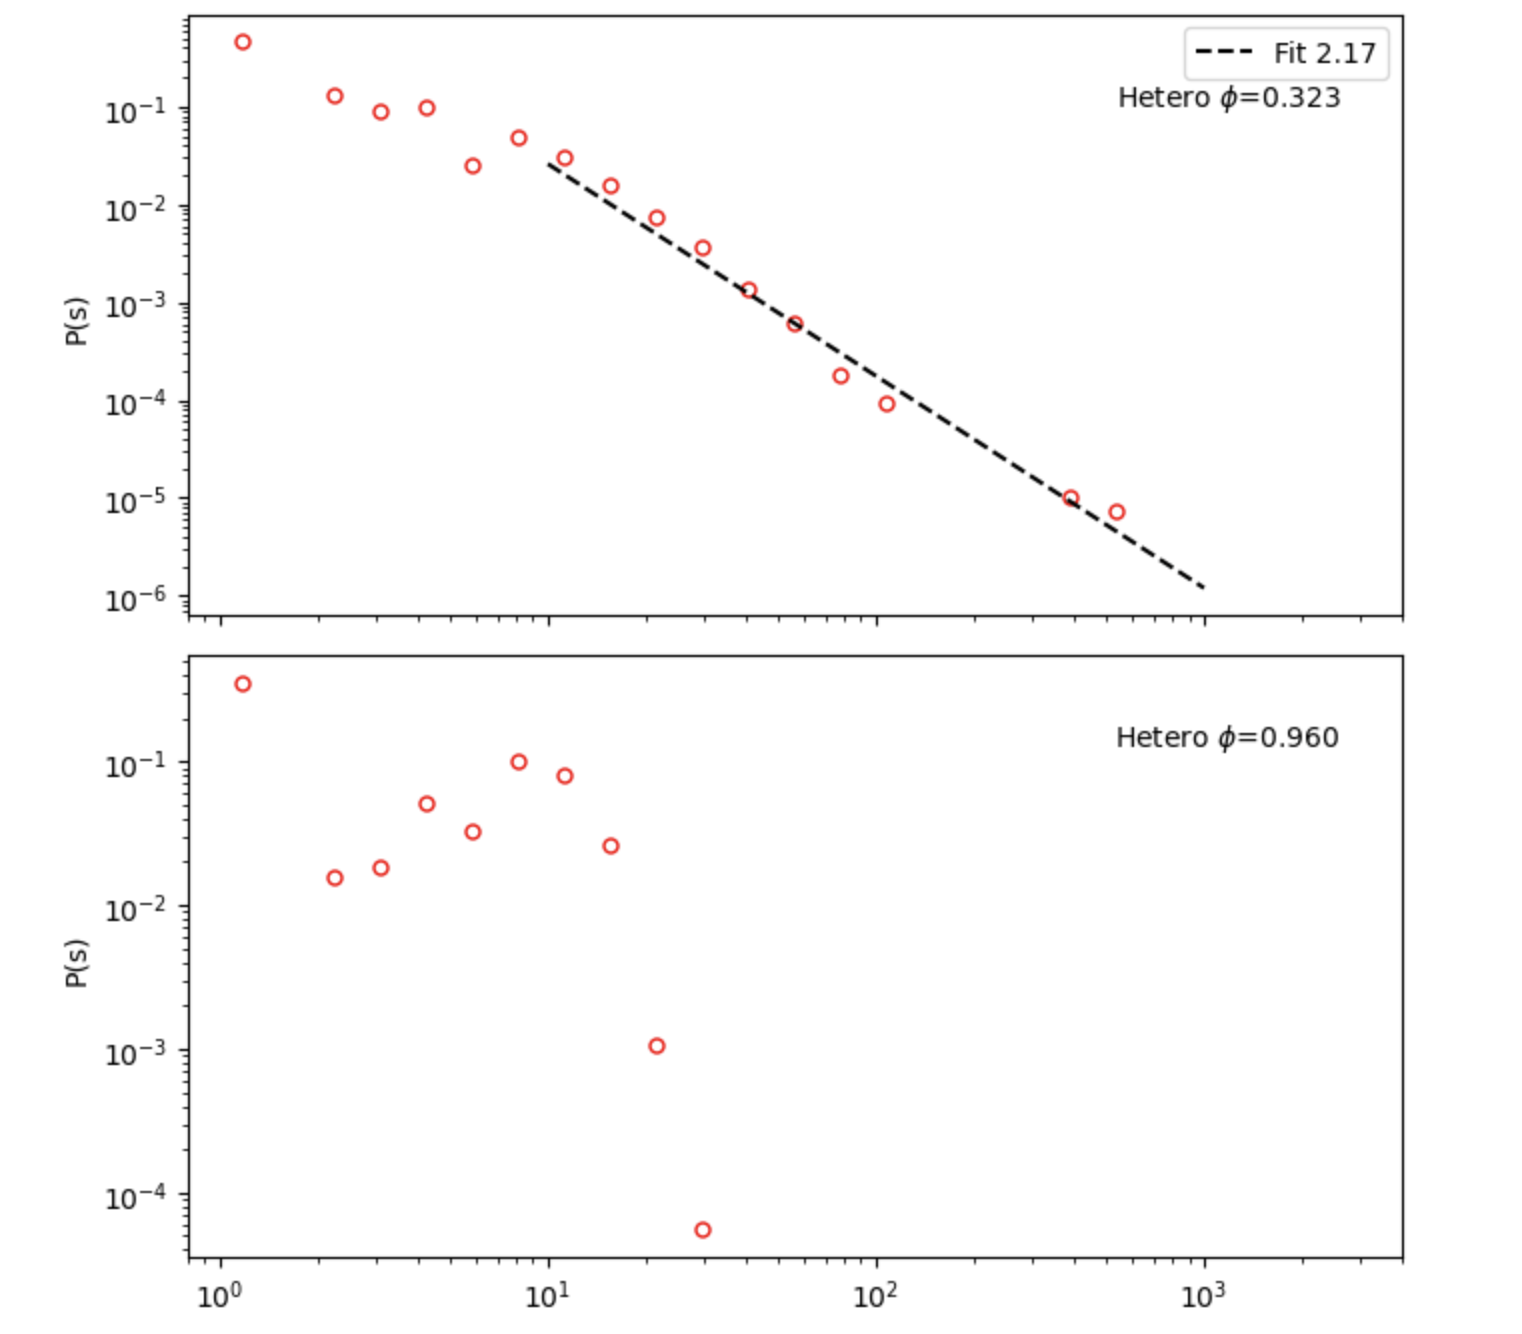 Fit 2.17
Hetero ϕ=0.323
10⁻¹
10⁻²
10⁻³
10⁻⁴
10⁻⁵
10⁻⁶
P(s)
Hetero ϕ=0.960
10⁻¹
10⁻²
10⁻³
10⁻⁴
P(s)
10⁰ 10¹ 10² 10³